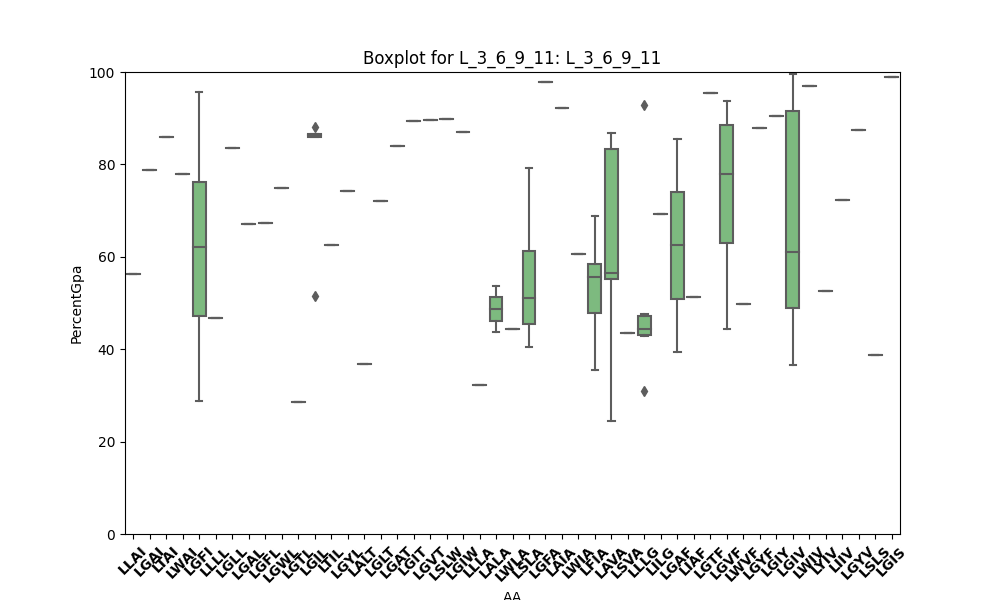 Boxplot for L_3_6_9_11: L_3_6_9_11
PercentGpa
100
80
60
40
20
0
LLAI LGAI LTAI LWAI LGFI LLLL LGLL LGAL LGFL LGWL LGTL LGIL LTIL LGYL LALT LGLT LGAT LGIT LGVT LSLW LGIW LLLA LALA LWLA LSLA LGFA LAIA LWIA LFIA LAVA LSVA LLLG LILG LGAF LIAF LGTF LGVF LWVF LGYF LGIY LGIV LWIV LYIV LIIV LGYV LSLS LGIS
AA